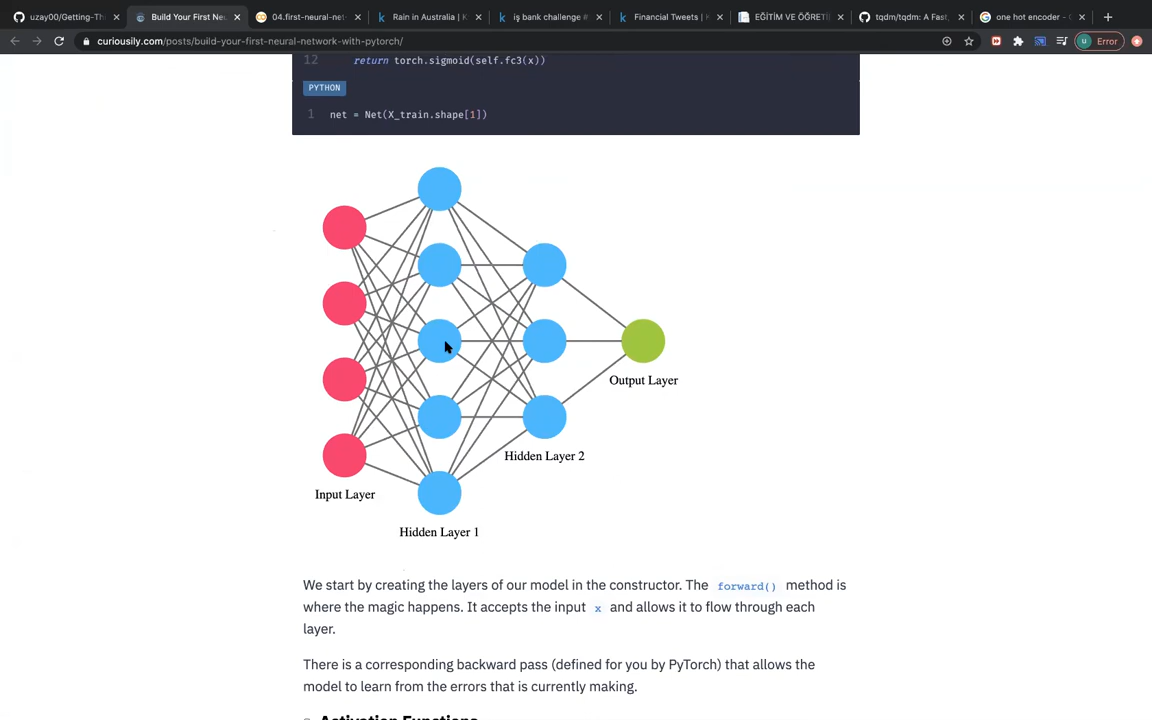 uzay00/Getting-Th
Build Your First Neu
04.first-neural-net
Rain in Australia | K
iş bank challenge #
Financial Tweets | K
EĞİTİM VE ÖĞRETİ
tqdm/tqdm: A Fast,
one hot encoder - G
curiousily.com/posts/build-your-first-neural-network-with-pytorch/
u Error
12 return torch.sigmoid(self.fc3(x))
PYTHON
1 net = Net(X_train.shape[1])
Output Layer
Hidden Layer 2
Input Layer
Hidden Layer 1
We start by creating the layers of our model in the constructor. The forward() method is
where the magic happens. It accepts the input x and allows it to flow through each
layer.
There is a corresponding backward pass (defined for you by PyTorch) that allows the
model to learn from the errors that is currently making.
Activation Functions